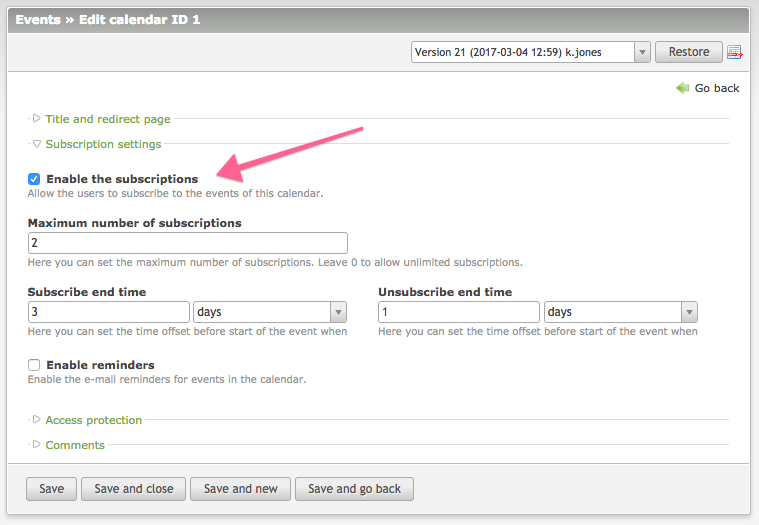 Events » Edit calendar ID 1
Version 21 (2017-03-04 12:59) k.jones
Restore
Go back
Title and redirect page
Subscription settings
Enable the subscriptions
Allow the users to subscribe to the events of this calendar.
Maximum number of subscriptions
2
Here you can set the maximum number of subscriptions. Leave 0 to allow unlimited subscriptions.
Subscribe end time
Unsubscribe end time
3 days
1 days
Here you can set the time offset before start of the event when
Here you can set the time offset before start of the event when
Enable reminders
Enable the e-mail reminders for events in the calendar.
Access protection
Comments
Save
Save and close
Save and new
Save and go back